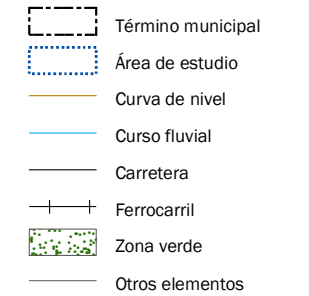 Término municipal
Área de estudio
Curva de nivel
Curso fluvial
Carretera
Ferrocarril
Zona verde
Otros elementos